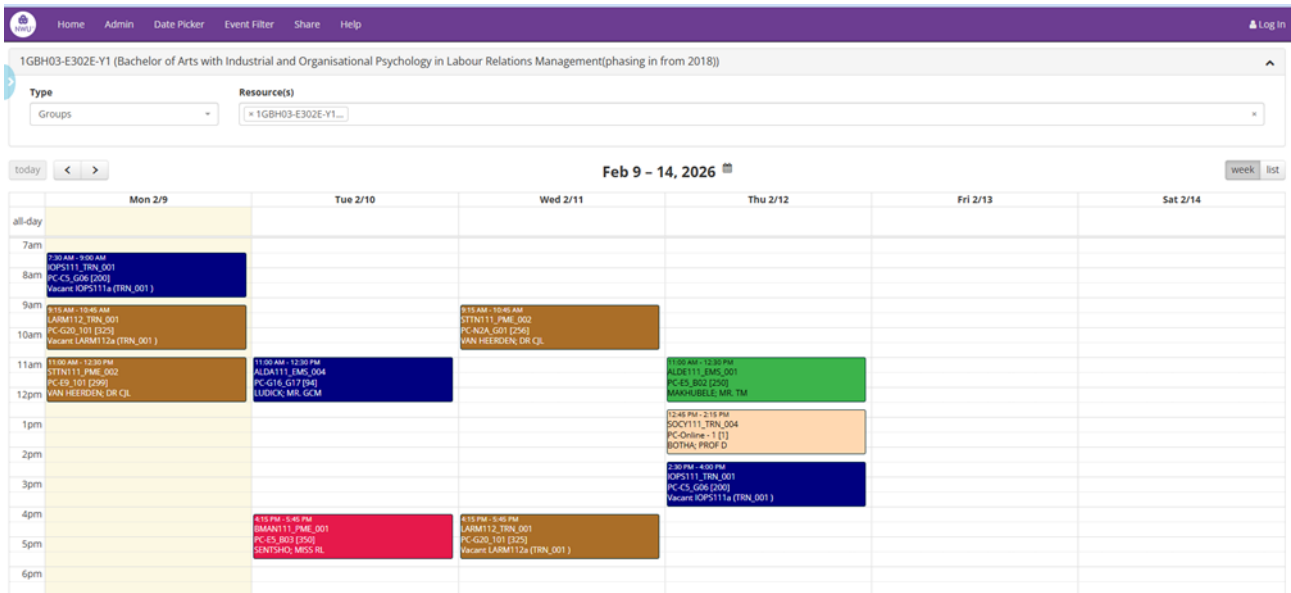 NWU
Home Admin Date Picker Event Filter Share Help
Log In
1GBH03-E302E-Y1 (Bachelor of Arts with Industrial and Organisational Psychology in Labour Relations Management(phasing in from 2018))
Type
Groups
Resource(s)
× 1GBH03-E302E-Y1...
×
today < >
Feb 9 – 14, 2026
week list
Mon 2/9 Tue 2/10 Wed 2/11 Thu 2/12 Fri 2/13 Sat 2/14
all-day
7am
8am
9am
10am
11am
12pm
1pm
2pm
3pm
4pm
5pm
6pm
7:30 AM - 9:00 AM
IOPS111_TRN_001
PC-C5_G06 [200]
Vacant IOPS111a (TRN_001 )
9:15 AM - 10:45 AM
LARM112_TRN_001
PC-G20_101 [325]
Vacant LARM112a (TRN_001 )
11:00 AM - 12:30 PM
STTN111_PME_002
PC-E9_101 [299]
VAN HEERDEN; DR CJL
11:00 AM - 12:30 PM
ALDA111_EMS_004
PC-G16_G17 [94]
LUDICK; MR. GCM
4:15 PM - 5:45 PM
BMAN111_PME_001
PC-E5_B03 [350]
SENTSHO; MISS RL
9:15 AM - 10:45 AM
STTN111_PME_002
PC-N2A_G01 [256]
VAN HEERDEN; DR CJL
4:15 PM - 5:45 PM
LARM112_TRN_001
PC-G20_101 [325]
Vacant LARM112a (TRN_001 )
11:00 AM - 12:30 PM
ALDE111_EMS_001
PC-E5_B02 [250]
MAKHUBELE; MR. TM
12:45 PM - 2:15 PM
SOCY111_TRN_004
PC-Online - 1 [1]
BOTHA; PROF D
2:30 PM - 4:00 PM
IOPS111_TRN_001
PC-C5_G06 [200]
Vacant IOPS111a (TRN_001 )